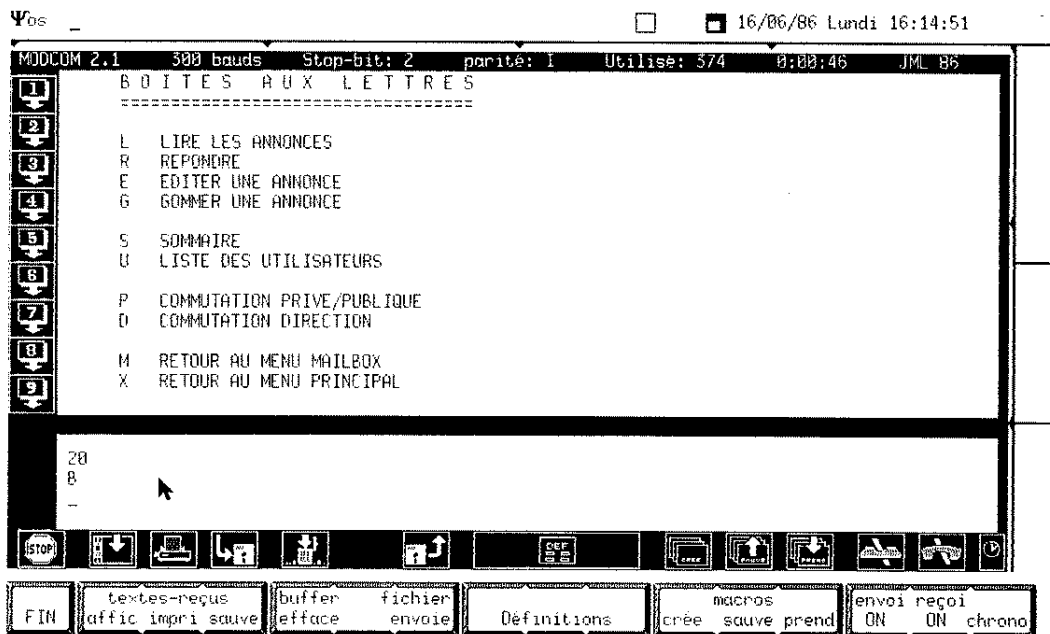 Ψos _ 16/06/86 Lundi 16:14:51
MODCOM 2.1 300 bauds Stop-bit: 2 parité: I Utilisé: 374 0:00:46 JML 86
B O I T E S A U X L E T T R E S
===================================
L LIRE LES ANNONCES
R REPONDRE
E EDITER UNE ANNONCE
G GOMMER UNE ANNONCE
S SOMMAIRE
U LISTE DES UTILISATEURS
P COMMUTATION PRIVE/PUBLIQUE
D COMMUTATION DIRECTION
M RETOUR AU MENU MAILBOX
X RETOUR AU MENU PRINCIPAL
1
2
3
4
5
6
7
8
9
20
8
_
STOP DEF CREE SAUVE PREND
FIN textes-reçus buffer fichier Définitions macros envoi reçoi
affic impri sauve efface envoie crée sauve prend ON ON chrono